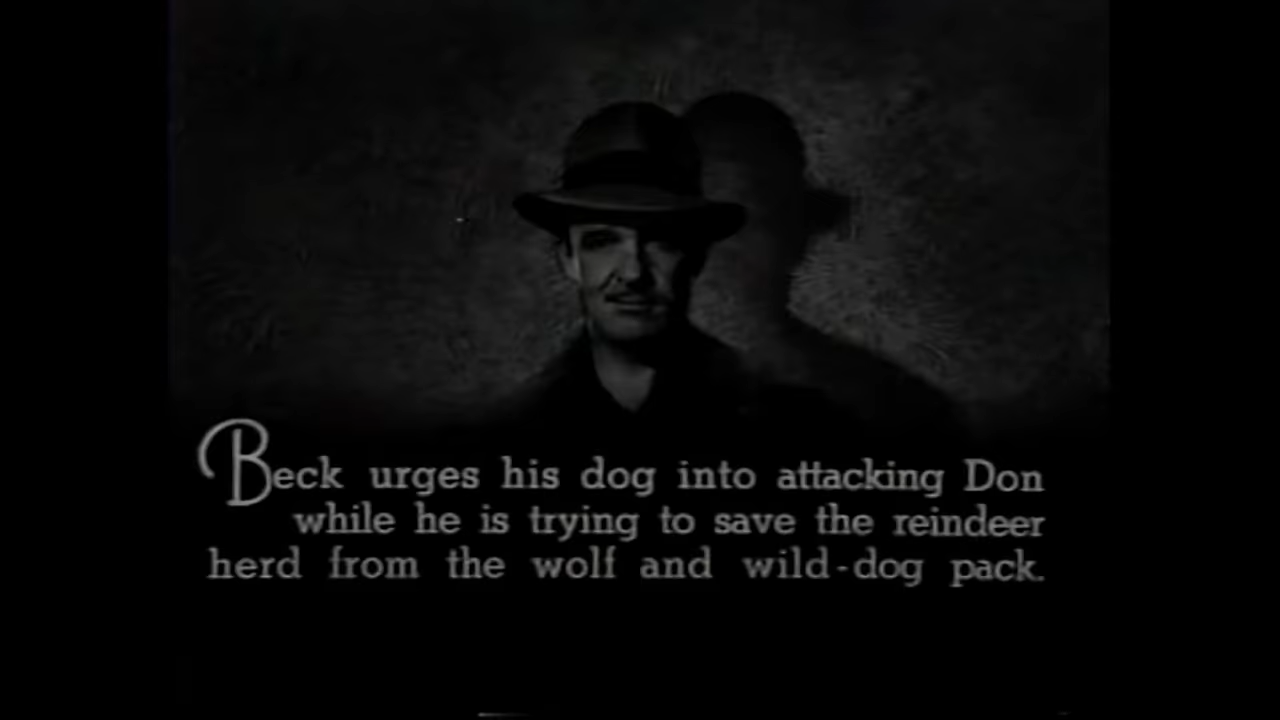 Beck urges his dog into attacking Don
while he is trying to save the reindeer
herd from the wolf and wild-dog pack.